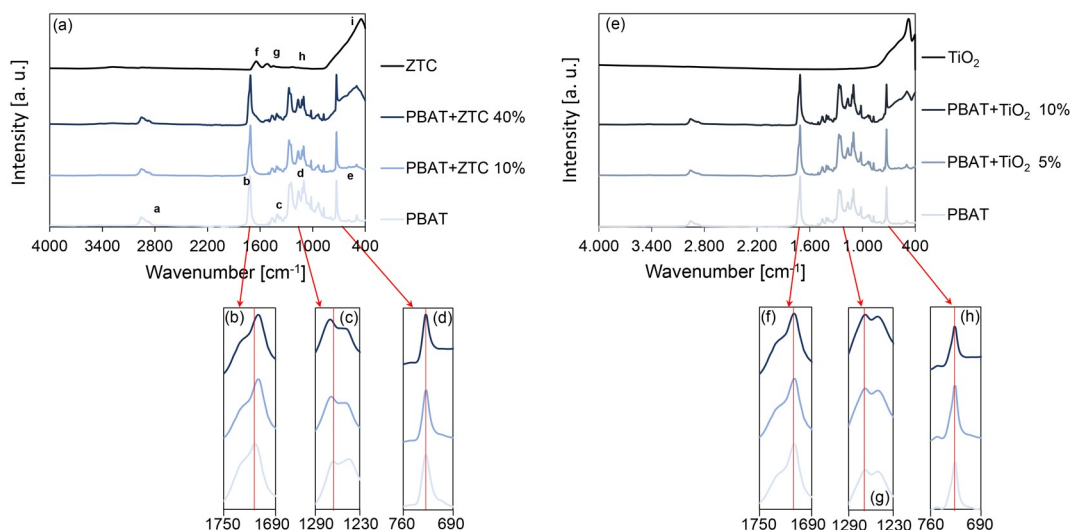 (a)
i
f
g
h
ZTC
PBAT+ZTC 40%
PBAT+ZTC 10%
b
d
e
a
c
PBAT
Intensity [a. u.]
4000 3400 2800 2200 1600 1000 400
Wavenumber [cm-1]
(b)
(c)
(d)
1750 1690
1290 1230
760 690
(e)
TiO2
PBAT+TiO2 10%
PBAT+TiO2 5%
PBAT
Intensity [a. u.]
4.000 3.400 2.800 2.200 1.600 1.000 400
Wavenumber [cm-1]
(f)
(h)
(g)
1750 1690
1290 1230
760 690